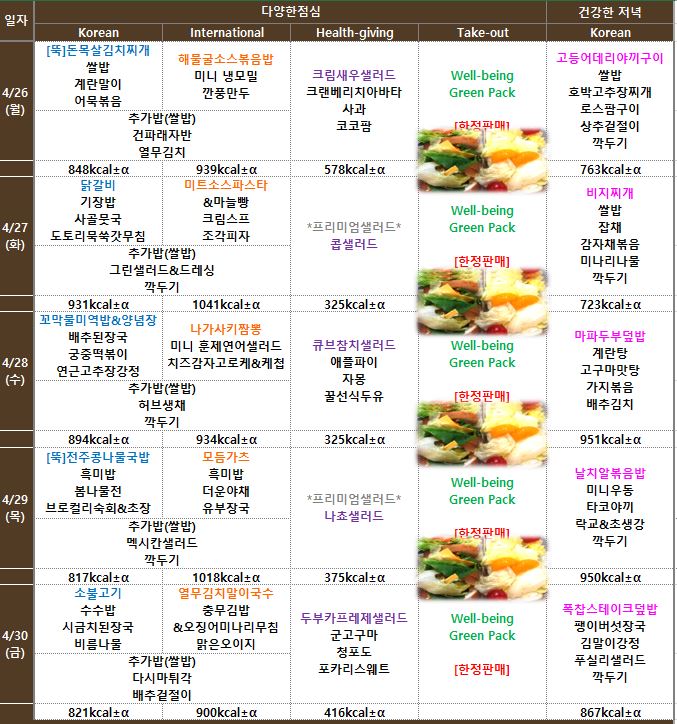 일자
다양한점심
건강한 저녁
Korean
International
Health-giving
Take-out
Korean
4/26
(월)
[뚝]돈목살김치찌개
쌀밥
계란말이
어묵볶음
해물굴소스볶음밥
미니 냉모밀
깐풍만두
추가밥(쌀밥)
건파래자반
열무김치
크림새우샐러드
크랜베리치아바타
사과
코코팜
Well-being
Green Pack
[한정판매]
고등어데리야끼구이
쌀밥
호박고추장찌개
로스팜구이
상추겉절이
깍두기
848kcal±α
939kcal±α
578kcal±α
763kcal±α
4/27
(화)
닭갈비
기장밥
사골뭇국
도토리묵쑥갓무침
미트소스파스타
&마늘빵
크림스프
조각피자
추가밥(쌀밥)
그린샐러드&드레싱
깍두기
*프리미엄샐러드*
콥샐러드
Well-being
Green Pack
[한정판매]
비지찌개
쌀밥
잡채
감자채볶음
미나리나물
깍두기
931kcal±α
1041kcal±α
325kcal±α
723kcal±α
4/28
(수)
꼬막물미역밥&양념장
배추된장국
궁중떡볶이
연근고추장강정
나가사키짬뽕
미니 훈제연어샐러드
치즈감자고로케&케첩
추가밥(쌀밥)
허브생채
깍두기
큐브참치샐러드
애플파이
자몽
꿀선식두유
Well-being
Green Pack
[한정판매]
마파두부덮밥
계란탕
고구마맛탕
가지볶음
배추김치
894kcal±α
934kcal±α
325kcal±α
951kcal±α
4/29
(목)
[뚝]전주콩나물국밥
흑미밥
봄나물전
브로컬리숙회&초장
모듬가츠
흑미밥
더운야채
유부장국
추가밥(쌀밥)
멕시칸샐러드
깍두기
*프리미엄샐러드*
나쵸샐러드
Well-being
Green Pack
[한정판매]
날치알볶음밥
미니우동
타코야끼
락교&초생강
깍두기
817kcal±α
1018kcal±α
375kcal±α
950kcal±α
4/30
(금)
소불고기
수수밥
시금치된장국
비름나물
열무김치말이국수
충무김밥
&오징어미나리무침
맑은오이지
추가밥(쌀밥)
다시마튀각
배추겉절이
두부카프레제샐러드
군고구마
청포도
포카리스웨트
Well-being
Green Pack
[한정판매]
폭찹스테이크덮밥
팽이버섯장국
김말이강정
푸실리샐러드
깍두기
821kcal±α
900kcal±α
416kcal±α
867kcal±α